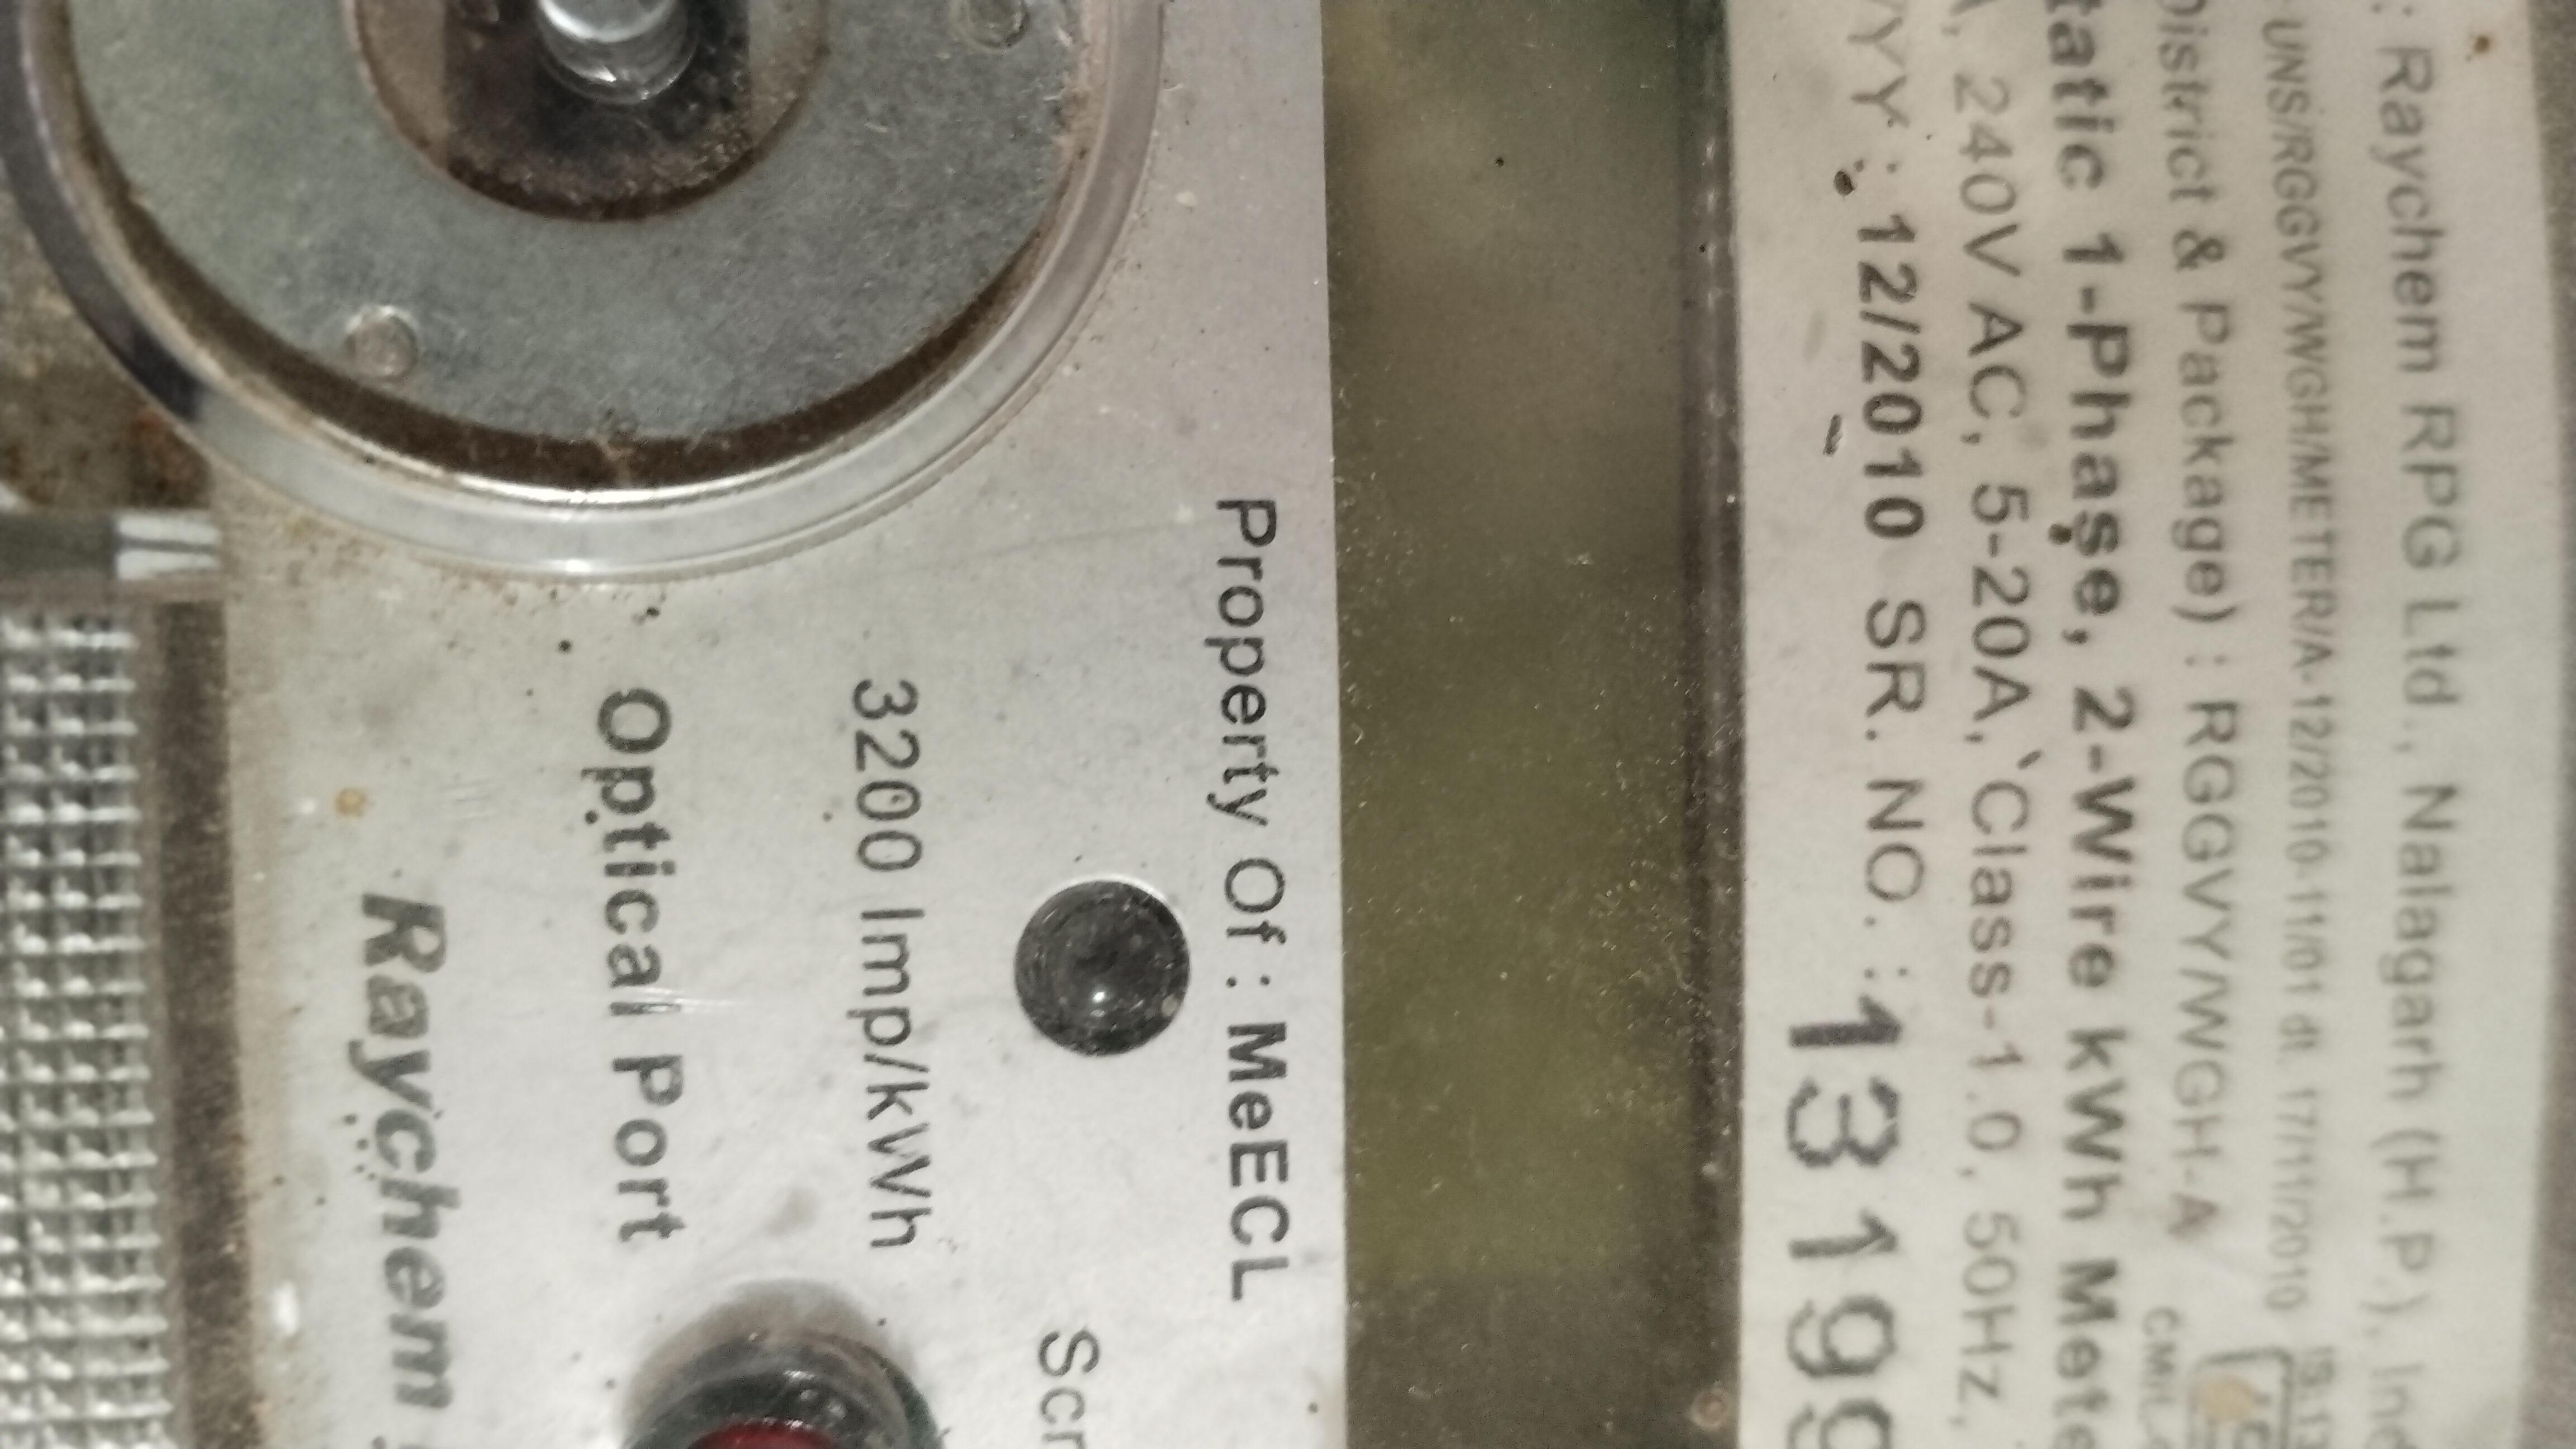 : Raychem RPG Ltd., Nalagarh (H.P.), Ind
UNS/RGGVY/WGH/METER/A-12/2010-11/01 dt. 17/11/2010
District & Package) : RGGVY/WGH-A
tatic 1-Phase, 2-Wire kWh Mete
A, 240V AC, 5-20A, Class-1.0, 50Hz,
YYY : 12/2010 SR. NO. : 1319
Property Of : MeECL
Scr
3200 Imp/kWh
Optical Port
Raychem